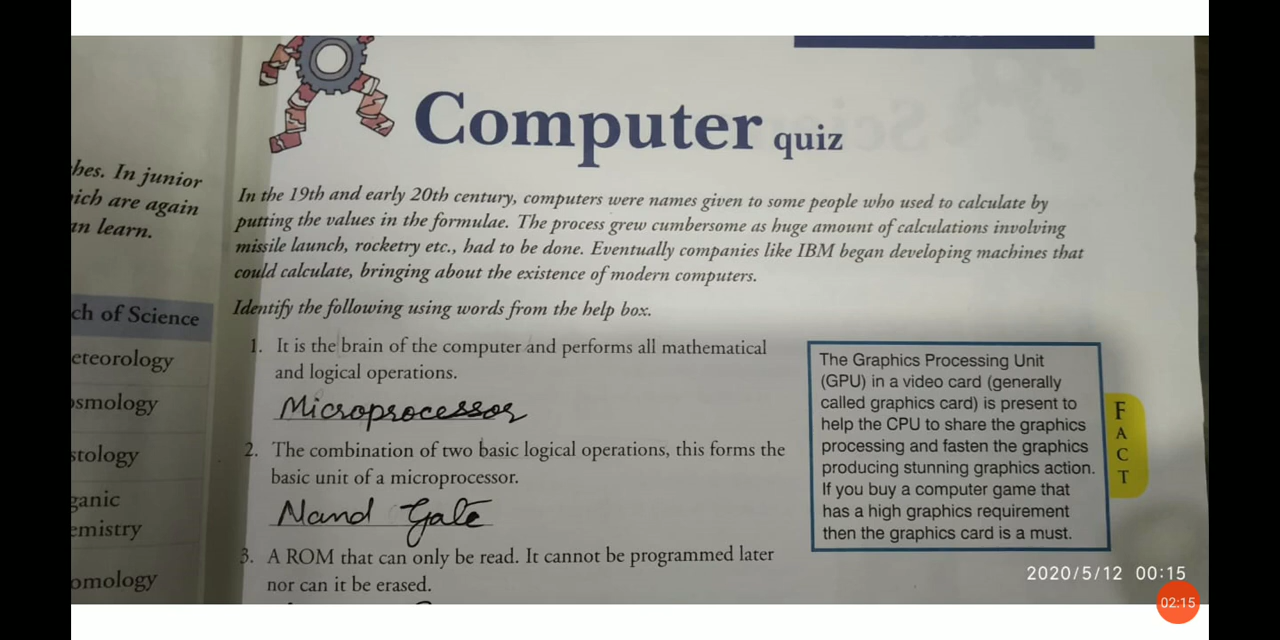 Computer quiz
hes. In junior
ich are again
an learn.
In the 19th and early 20th century, computers were names given to some people who used to calculate by
putting the values in the formulae. The process grew cumbersome as huge amount of calculations involving
missile launch, rocketry etc., had to be done. Eventually companies like IBM began developing machines that
could calculate, bringing about the existence of modern computers.
Identify the following using words from the help box.
ch of Science
eteorology
osmology
stology
ganic
emistry
omology
1. It is the brain of the computer and performs all mathematical
and logical operations.
Microprocessor
2. The combination of two basic logical operations, this forms the
basic unit of a microprocessor.
Nand Gate
3. A ROM that can only be read. It cannot be programmed later
nor can it be erased.
The Graphics Processing Unit
(GPU) in a video card (generally
called graphics card) is present to
help the CPU to share the graphics
processing and fasten the graphics
producing stunning graphics action.
If you buy a computer game that
has a high graphics requirement
then the graphics card is a must.
FACT
2020/5/12 00:15
02:15